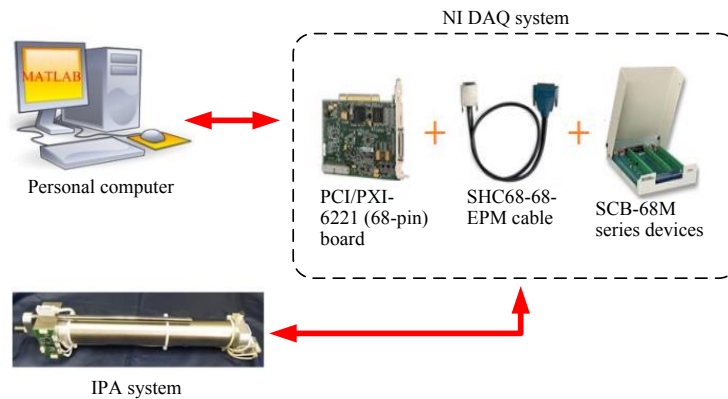 NI DAQ system
MATLAB
Personal computer
PCI/PXI-
6221 (68-pin)
board
SHC68-68-
EPM cable
SCB-68M
series devices
IPA system